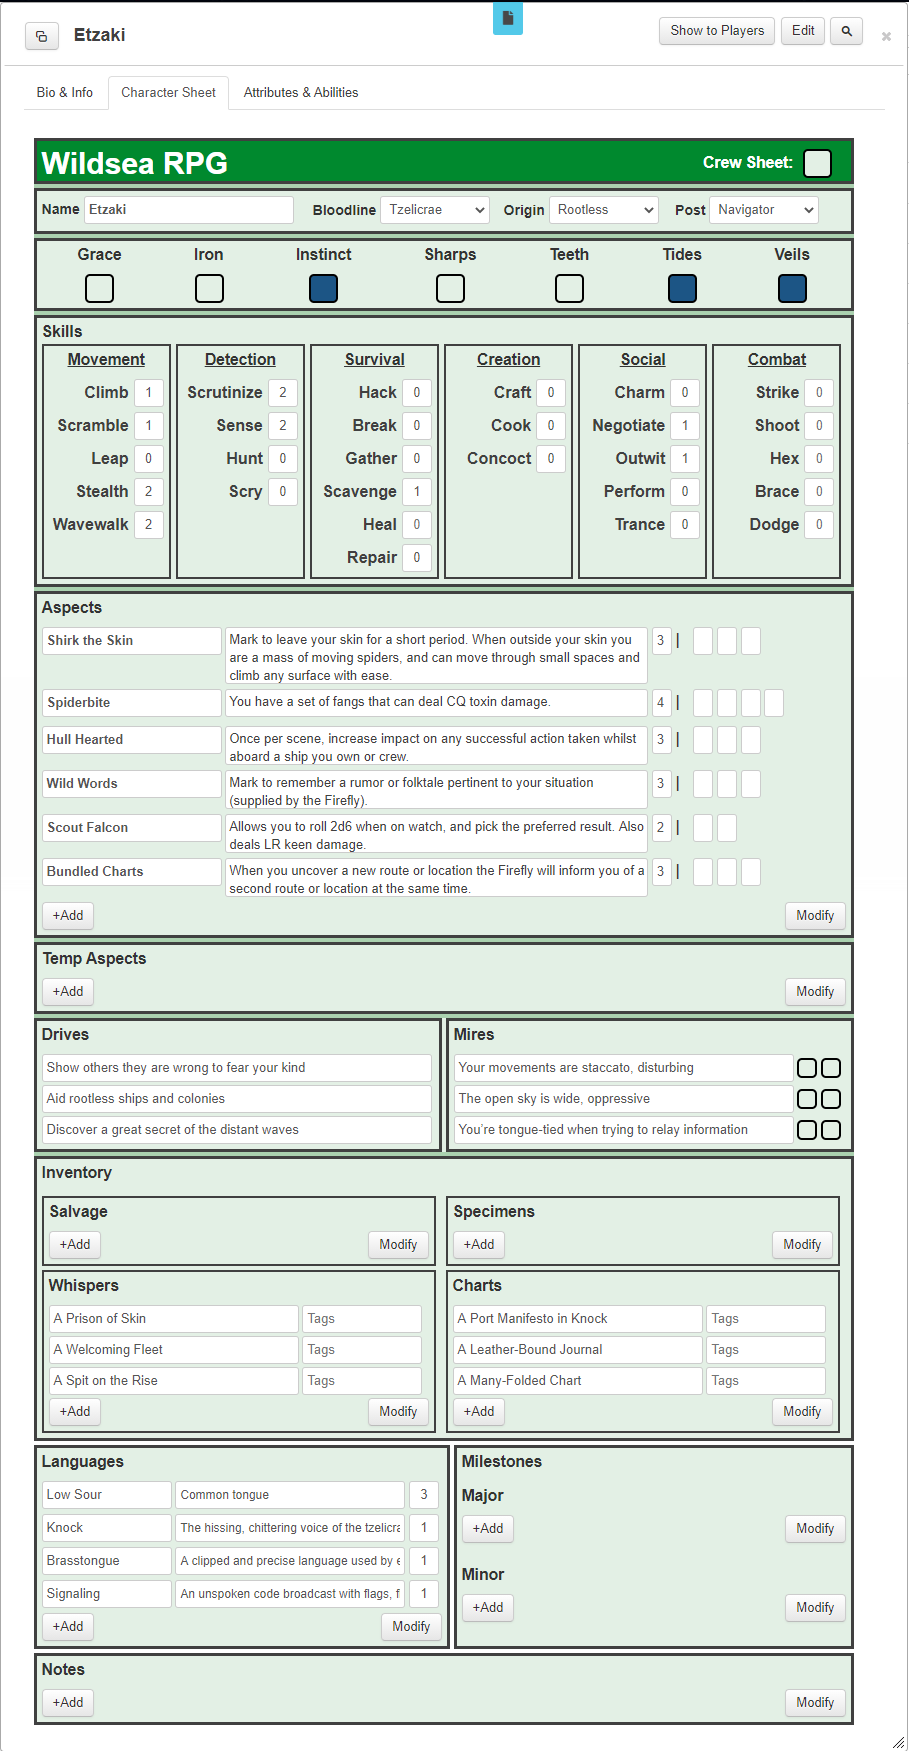 Etzaki
Show to Players
Edit
Bio & Info
Character Sheet
Attributes & Abilities
Wildsea RPG
Crew Sheet:
Name Etzaki Bloodline Tzelicrae Origin Rootless Post Navigator
Grace Iron Instinct Sharps Teeth Tides Veils
Skills
Movement
Climb 1
Scramble 1
Leap 0
Stealth 2
Wavewalk 2
Detection
Scrutinize 2
Sense 2
Hunt 0
Scry 0
Survival
Hack 0
Break 0
Gather 0
Scavenge 1
Heal 0
Repair 0
Creation
Craft 0
Cook 0
Concoct 0
Social
Charm 0
Negotiate 1
Outwit 1
Perform 0
Trance 0
Combat
Strike 0
Shoot 0
Hex 0
Brace 0
Dodge 0
Aspects
Shirk the Skin
Mark to leave your skin for a short period. When outside your skin you
are a mass of moving spiders, and can move through small spaces and
climb any surface with ease.
3 |
Spiderbite
You have a set of fangs that can deal CQ toxin damage.
4 |
Hull Hearted
Once per scene, increase impact on any successful action taken whilst
aboard a ship you own or crew.
3 |
Wild Words
Mark to remember a rumor or folktale pertinent to your situation
(supplied by the Firefly).
3 |
Scout Falcon
Allows you to roll 2d6 when on watch, and pick the preferred result. Also
deals LR keen damage.
2 |
Bundled Charts
When you uncover a new route or location the Firefly will inform you of a
second route or location at the same time.
3 |
+Add
Modify
Temp Aspects
+Add
Modify
Drives
Show others they are wrong to fear your kind
Aid rootless ships and colonies
Discover a great secret of the distant waves
Mires
Your movements are staccato, disturbing
The open sky is wide, oppressive
You're tongue-tied when trying to relay information
Inventory
Salvage
+Add
Modify
Specimens
+Add
Modify
Whispers
A Prison of Skin Tags
A Welcoming Fleet Tags
A Spit on the Rise Tags
+Add
Modify
Charts
A Port Manifesto in Knock Tags
A Leather-Bound Journal Tags
A Many-Folded Chart Tags
+Add
Modify
Languages
Low Sour Common tongue 3
Knock The hissing, chittering voice of the tzelicra 1
Brasstongue A clipped and precise language used by e 1
Signaling An unspoken code broadcast with flags, f 1
+Add
Modify
Milestones
Major
+Add
Modify
Minor
+Add
Modify
Notes
+Add
Modify